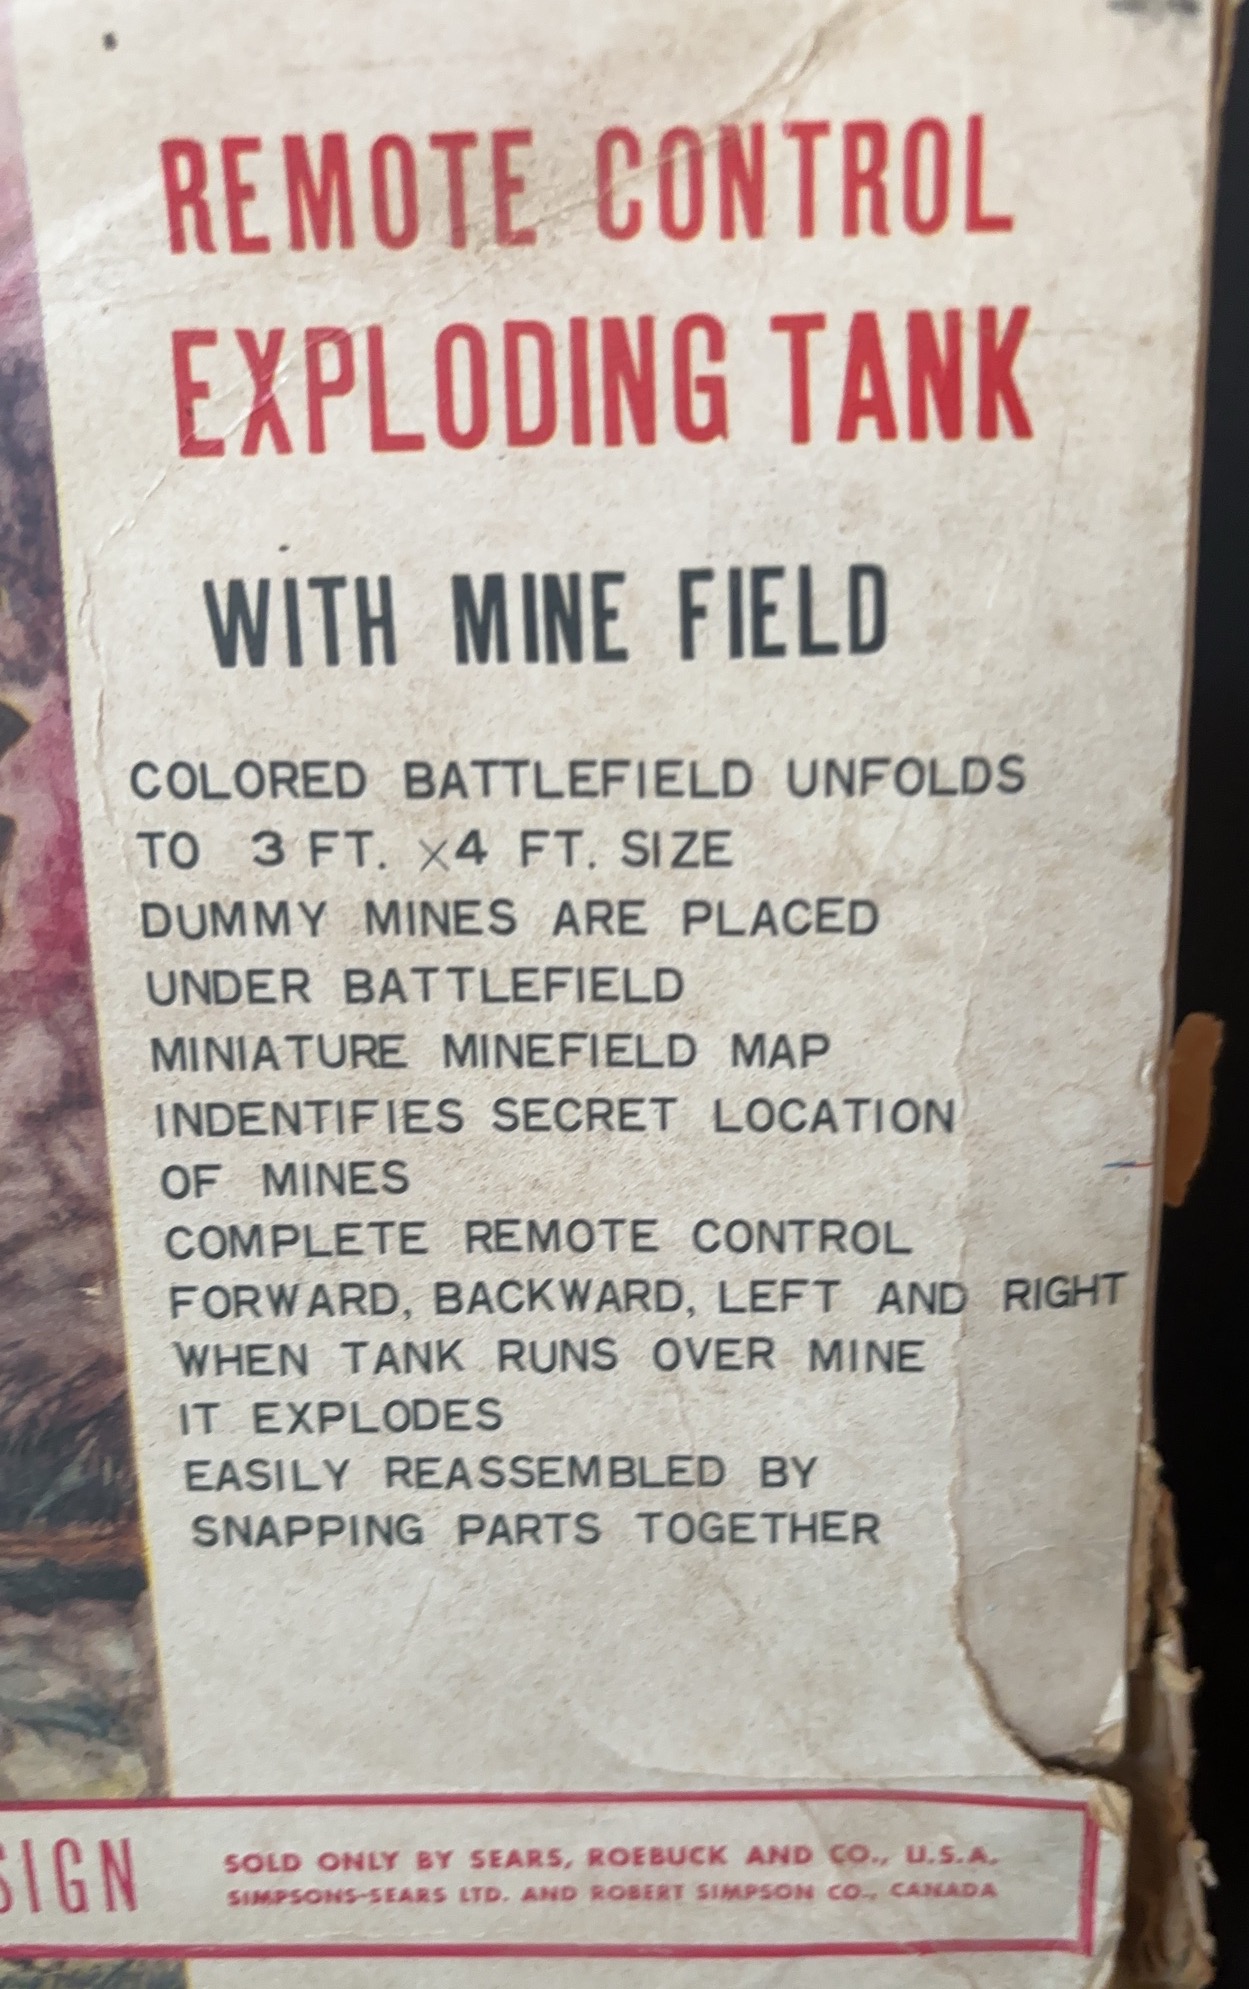 REMOTE CONTROL
EXPLODING TANK
WITH MINE FIELD
COLORED BATTLEFIELD UNFOLDS
TO 3 FT. x4 FT. SIZE
DUMMY MINES ARE PLACED
UNDER BATTLEFIELD
MINIATURE MINEFIELD MAP
INDENTIFIES SECRET LOCATION
OF MINES
COMPLETE REMOTE CONTROL
FORWARD, BACKWARD, LEFT AND RIGHT
WHEN TANK RUNS OVER MINE
IT EXPLODES
EASILY REASSEMBLED BY
SNAPPING PARTS TOGETHER
SOLD ONLY BY SEARS, ROEBUCK AND CO., U.S.A.
SIMPSONS-SEARS LTD. AND ROBERT SIMPSON CO., CANADA